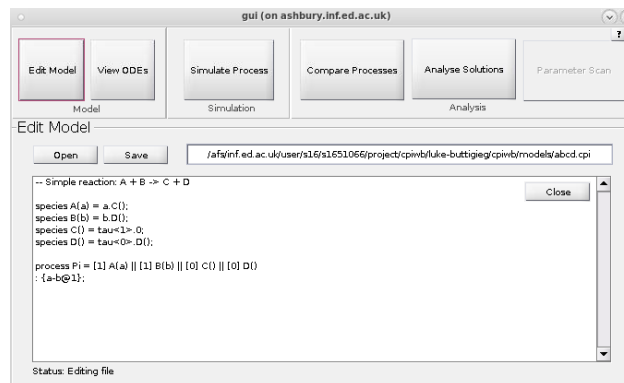 gui (on ashbury.inf.ed.ac.uk)
?
Edit Model
View ODEs
Simulate Process
Compare Processes
Analyse Solutions
Parameter Scan
Model
Simulation
Analysis
Edit Model
Open
Save
/afs/inf.ed.ac.uk/user/s16/s1651066/project/cpiwb/luke-buttigieg/cpiwb/models/abcd.cpi
-- Simple reaction: A + B -> C + D
Close
species A(a) = a.C();
species B(b) = b.D();
species C() = tau<1>.0;
species D() = tau<0>.D();
process Pi = [1] A(a) || [1] B(b) || [0] C() || [0] D()
: {a-b@1};
Status: Editing file